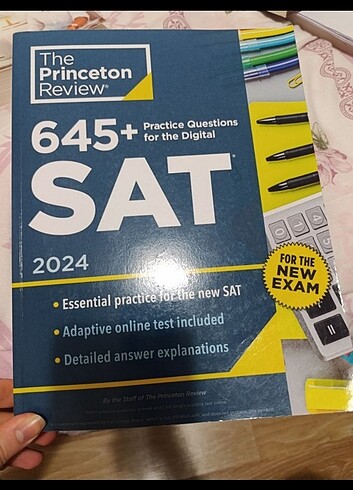 The
Princeton
Review®
645+ Practice Questions
for the Digital
SAT®
2024
FOR THE
NEW
EXAM
• Essential practice for the new SAT
• Adaptive online test included
• Detailed answer explanations
By the Staff of The Princeton Review